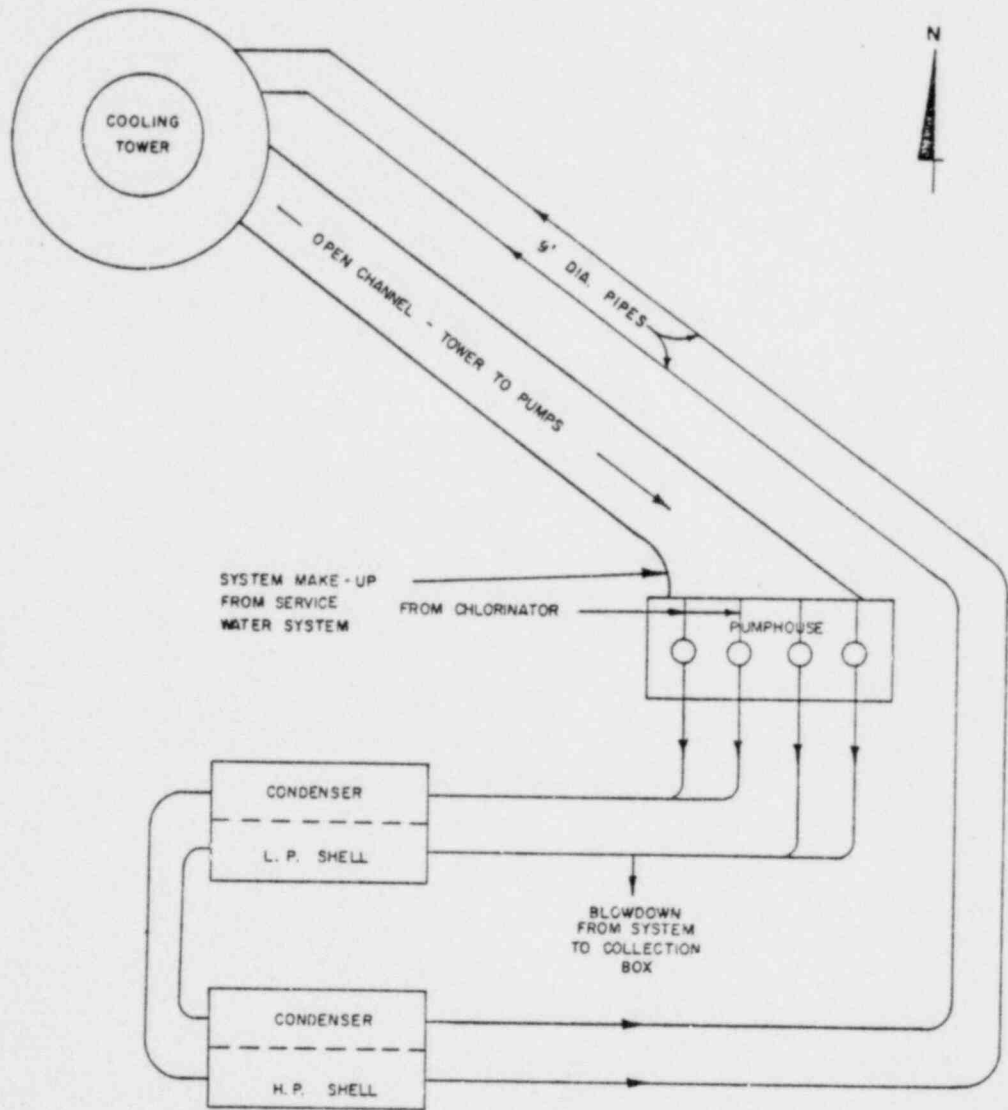 N
COOLING
TOWER
9' DIA. PIPES
OPEN CHANNEL - TOWER TO PUMPS
SYSTEM MAKE-UP
FROM SERVICE
WATER SYSTEM
FROM CHLORINATOR
PUMPHOUSE
CONDENSER
L. P. SHELL
BLOWDOWN
FROM SYSTEM
TO COLLECTION
BOX
CONDENSER
H. P. SHELL